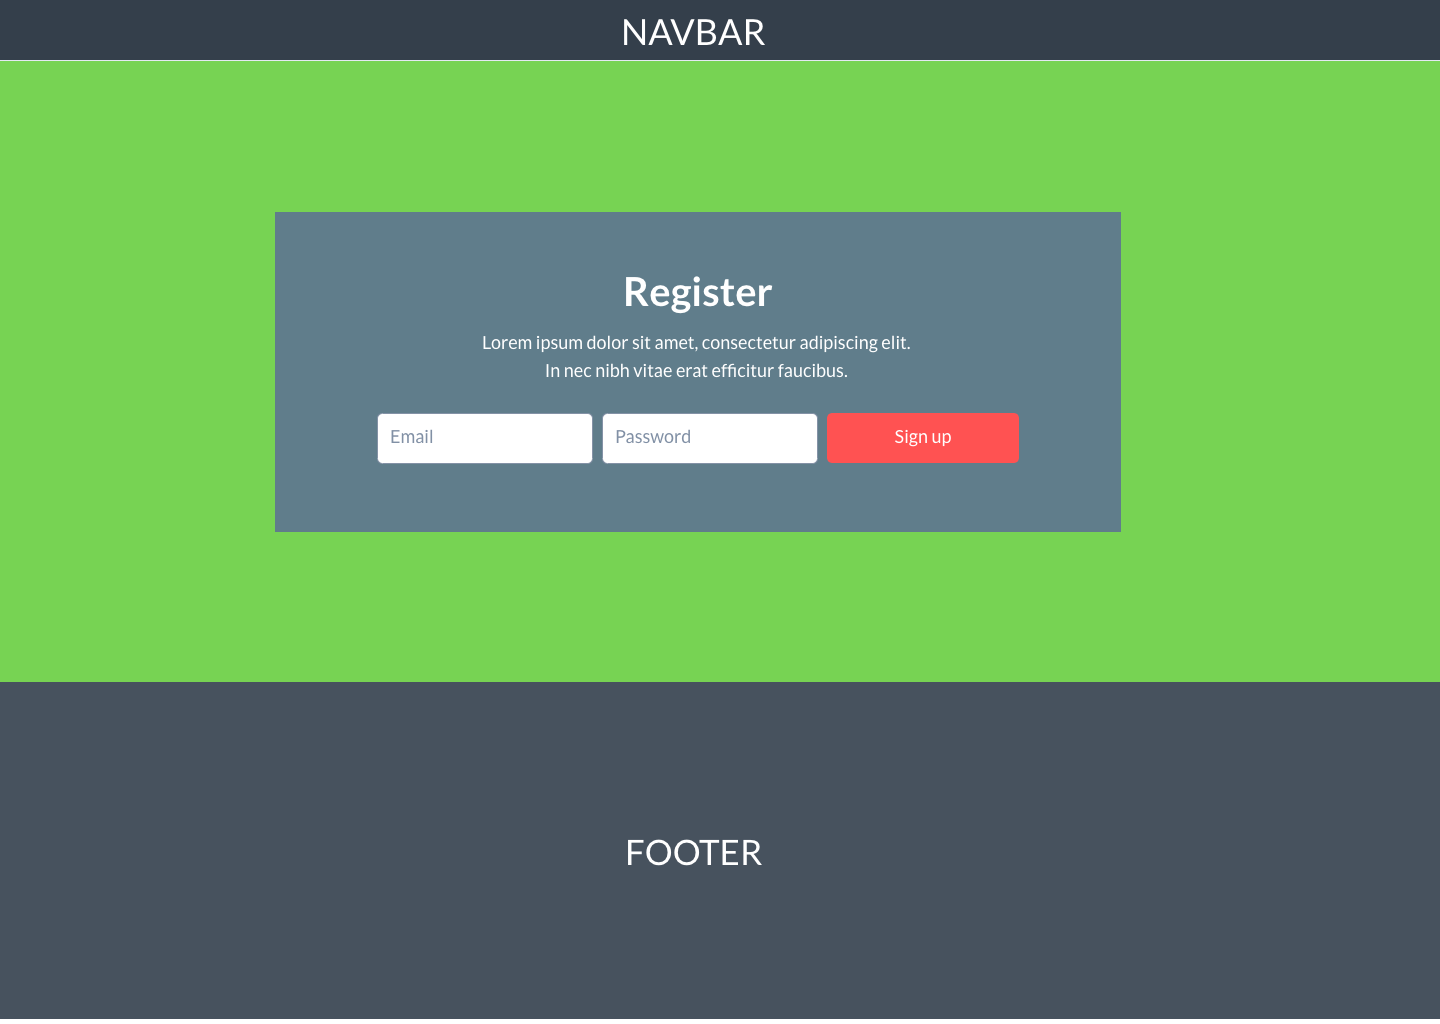 NAVBAR
Register
Lorem ipsum dolor sit amet, consectetur adipiscing elit.
In nec nibh vitae erat efficitur faucibus.
Email Password Sign up
FOOTER